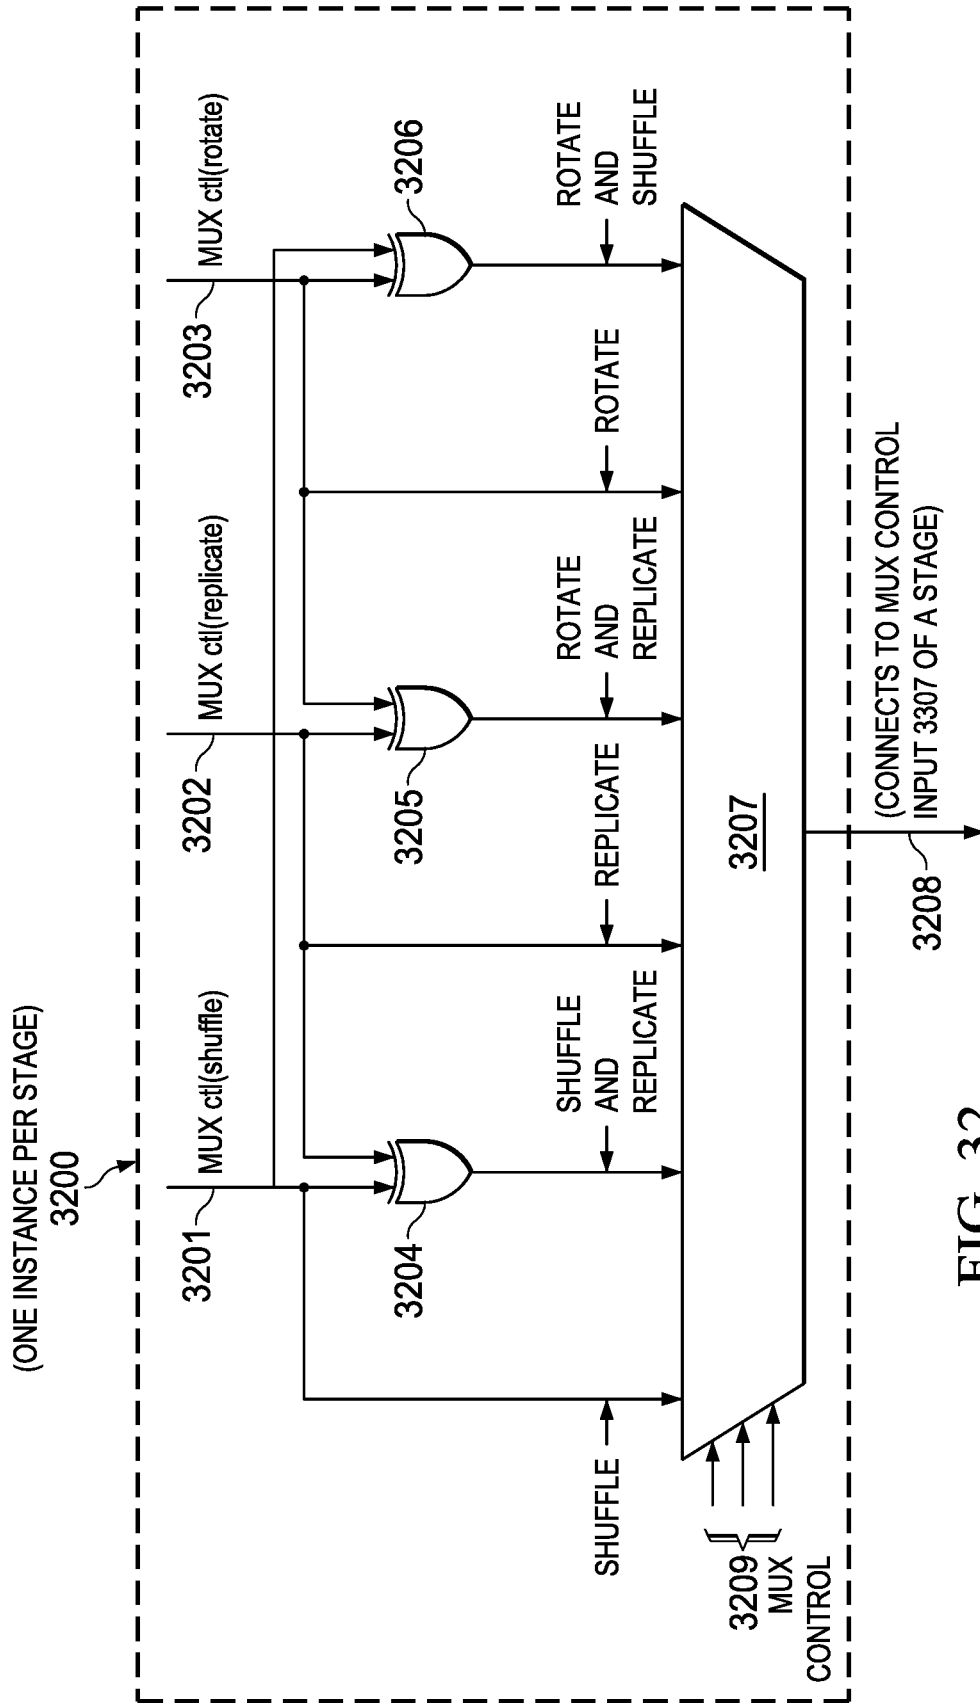 (ONE INSTANCE PER STAGE)
3200
MUX ctl(shuffle)
MUX ctl(replicate)
MUX ctl(rotate)
3201
3202
3203
3204
3205
3206
SHUFFLE
SHUFFLE
AND
REPLICATE
REPLICATE
ROTATE
AND
REPLICATE
ROTATE
ROTATE
AND
SHUFFLE
3209
MUX
CONTROL
3207
3208
(CONNECTS TO MUX CONTROL
INPUT 3307 OF A STAGE)
FIG. 32